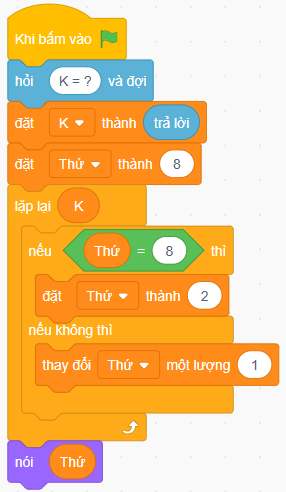 Khi bấm vào
hỏi K = ? và đợi
đặt K thành trả lời
đặt Thứ thành 8
lặp lại K
nếu Thứ = 8 thì
đặt Thứ thành 2
nếu không thì
thay đổi Thứ một lượng 1
nói Thứ